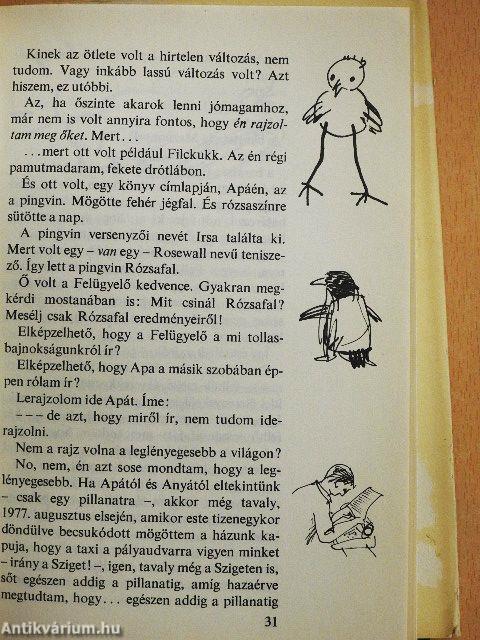 Kinek az ötlete volt a hirtelen változás, nem
tudom. Vagy inkább lassú változás volt? Azt
hiszem, ez utóbbi.
Az, ha őszinte akarok lenni jómagamhoz,
már nem is volt annyira fontos, hogy én rajzol-
tam meg őket. Mert...
...mert ott volt például Filckukk. Az én régi
pamutmadaram, fekete drótlábon.
És ott volt, egy könyv címlapján, Apáén, az
a pingvin. Mögötte fehér jégfal. És rózsaszínre
sütötte a nap.
A pingvin versenyzői nevét Irsa találta ki.
Mert volt egy – van egy – Rosewall nevű tenisze-
ző. Így lett a pingvin Rózsafal.
Ő volt a Felügyelő kedvence. Gyakran meg-
kérdi mostanában is: Mit csinál Rózsafal?
Mesélj csak Rózsafal eredményeiről!
Elképzelhető, hogy a Felügyelő a mi tollas-
bajnokságunkról ír?
Elképzelhető, hogy Apa a másik szobában ép-
pen rólam ír?
Lerajzolom ide Apát. Íme:
– – – de azt, hogy miről ír, nem tudom ide-
rajzolni.
Nem a rajz volna a leglényegesebb a világon?
No, nem, én azt sose mondtam, hogy a leg-
lényegesebb. Ha Apától és Anyától eltekintünk
– csak egy pillanatra –, akkor még tavaly,
1977. augusztus elsején, amikor este tizenegykor
döndülve becsukódott mögöttem a házunk ka-
puja, hogy a taxi a pályaudvarra vigyen minket
– irány a Sziget! –, igen, tavaly még a Szigeten is,
sőt egészen addig a pillanatig, amíg hazaérve
megtudtam, hogy... egészen addig a pillanatig
31
Antikvárium.hu